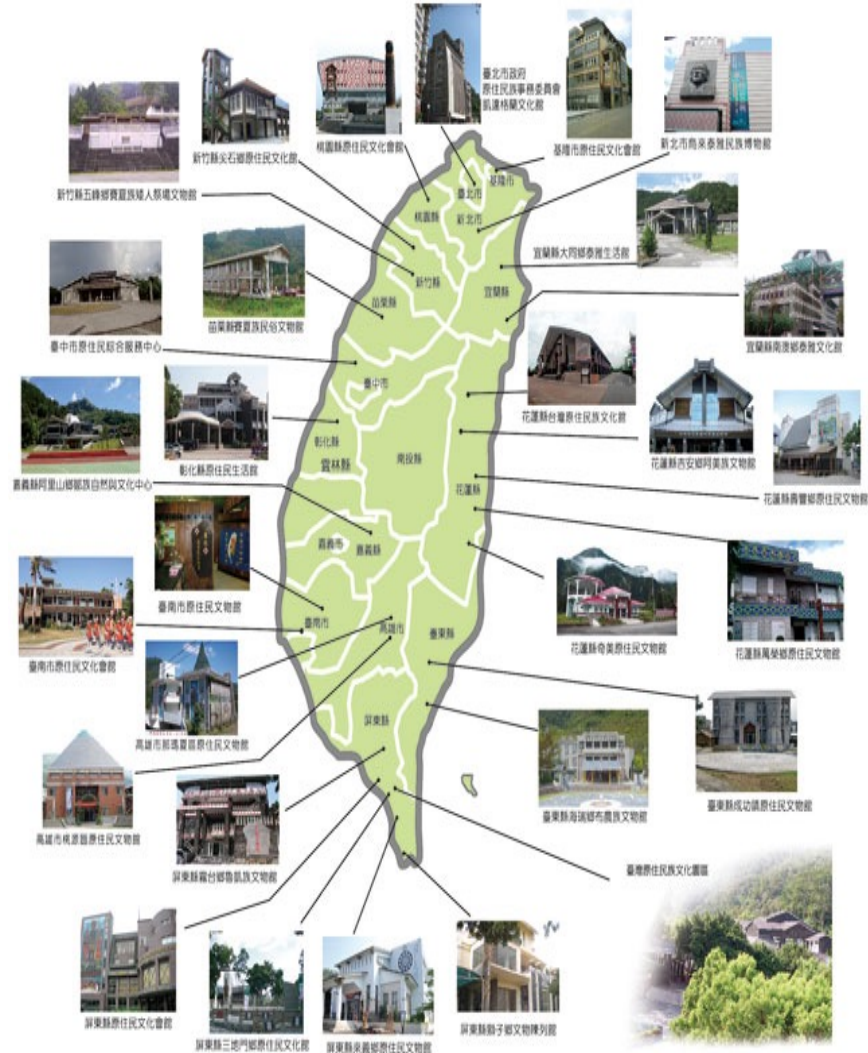 臺北市政府
原住民族事務委員會
凱達格蘭文化館
新竹縣尖石鄉原住民文化館
桃園縣原住民文化會館
基隆市原住民文化會館
新北市烏來泰雅民族博物館
新竹縣五峰鄉賽夏族矮人祭場文物館
基隆市
臺北市
桃園縣
新北市
宜蘭縣大同鄉泰雅生活館
新竹縣
宜蘭縣
苗栗縣
苗栗縣賽夏族民俗文物館
臺中市原住民綜合服務中心
宜蘭縣南澳鄉泰雅文化館
臺中市
花蓮縣台灣原住民族文化館
彰化縣
雲林縣
南投縣
彰化縣原住民生活館
花蓮縣吉安鄉阿美族文物館
嘉義縣阿里山鄉鄒族自然與文化中心
花蓮縣
花蓮縣壽豐鄉原住民文物館
嘉義市
嘉義縣
臺南市原住民文物館
臺南市
高雄市
臺東縣
花蓮縣奇美原住民文物館
花蓮縣萬榮鄉原住民文物館
臺南市原住民文化會館
屏東縣
高雄市那瑪夏區原住民文物館
高雄市桃源區原住民文物館
臺東縣海瑞鄉布農族文物館
臺東縣成功鎮原住民文物館
屏東縣霧台鄉魯凱族文物館
臺灣原住民族文化園區
屏東縣原住民文化會館
屏東縣三地門鄉原住民文化館
屏東縣來義鄉原住民文物館
屏東縣獅子鄉文物陳列館